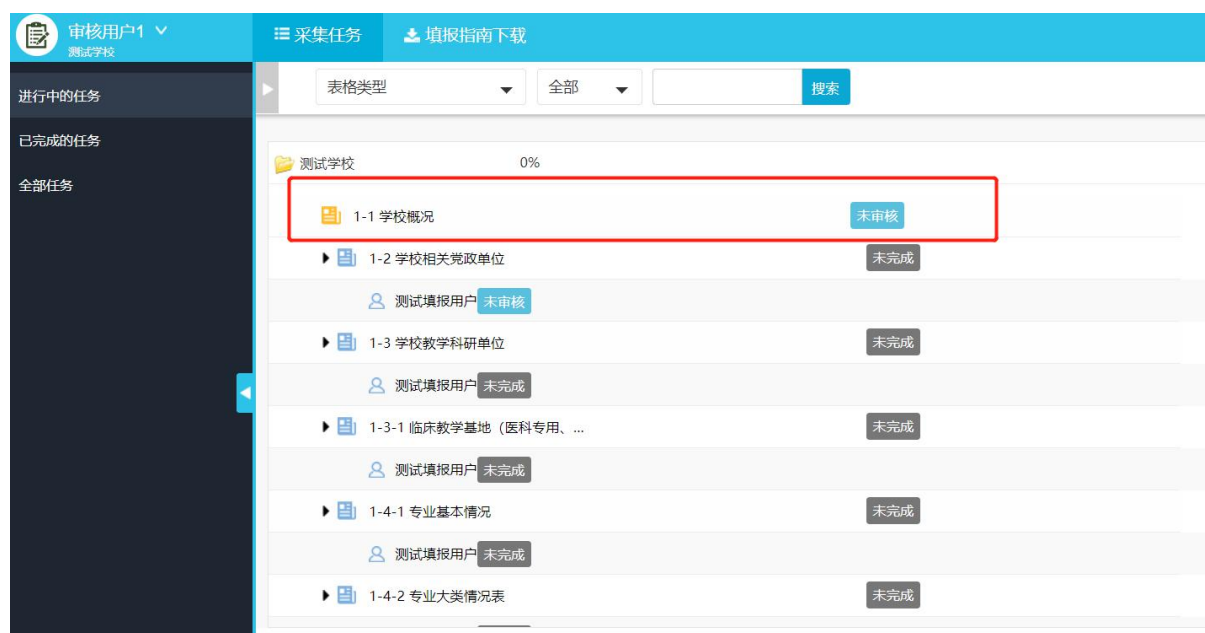 审核用户1
测试学校
采集任务
填报指南下载
进行中的任务
已完成的任务
全部任务
表格类型
全部
搜索
测试学校 0%
1-1 学校概况 未审核
1-2 学校相关党政单位 未完成
测试填报用户 未审核
1-3 学校教学科研单位 未完成
测试填报用户 未完成
1-3-1 临床教学基地（医科专用、... 未完成
测试填报用户 未完成
1-4-1 专业基本情况 未完成
测试填报用户 未完成
1-4-2 专业大类情况表 未完成